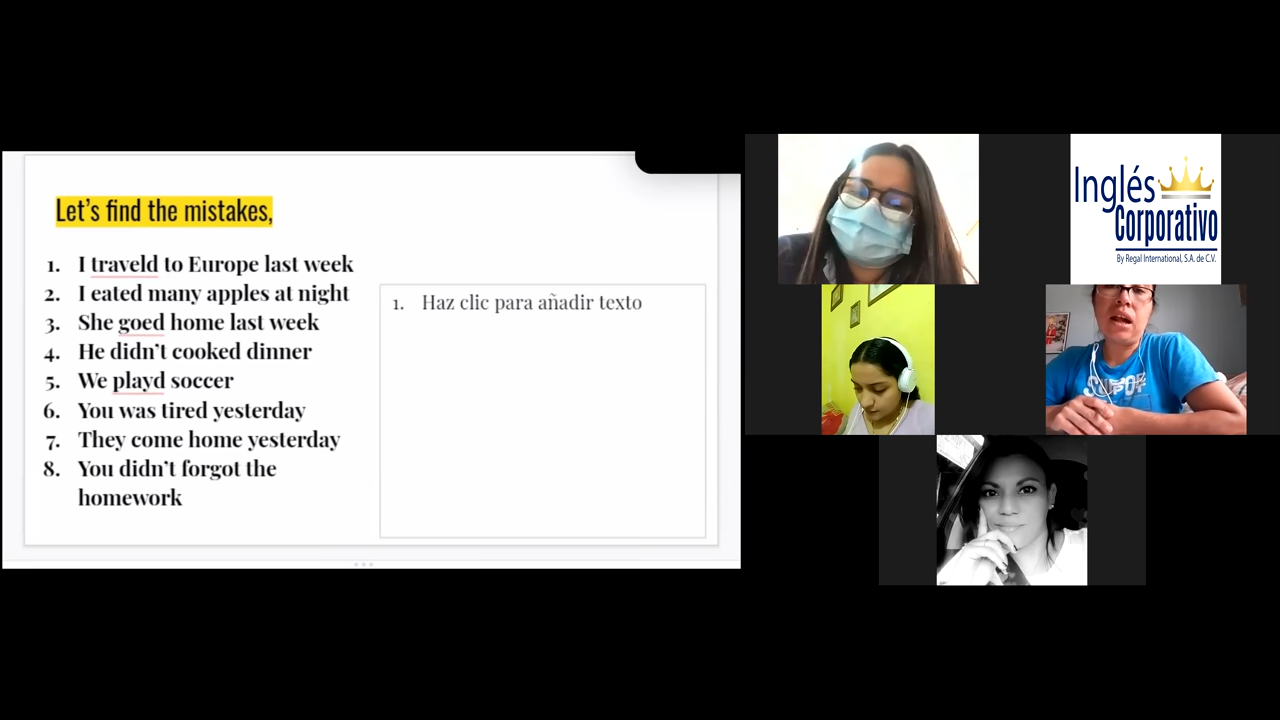 Let's find the mistakes,
1. I traveld to Europe last week
2. I eated many apples at night
3. She goed home last week
4. He didn't cooked dinner
5. We playd soccer
6. You was tired yesterday
7. They come home yesterday
8. You didn't forgot the
homework
1. Haz clic para añadir texto
Inglés
Corporativo
By Regal International, S.A. de C.V.